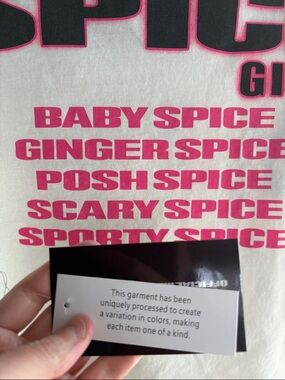 SPIC
GI
BABY SPICE
GINGER SPICE
POSH SPICE
SCARY SPICE
SPORTY SPICE
This garment has been
uniquely processed to create
a variation in colors, making
each item one of a kind.